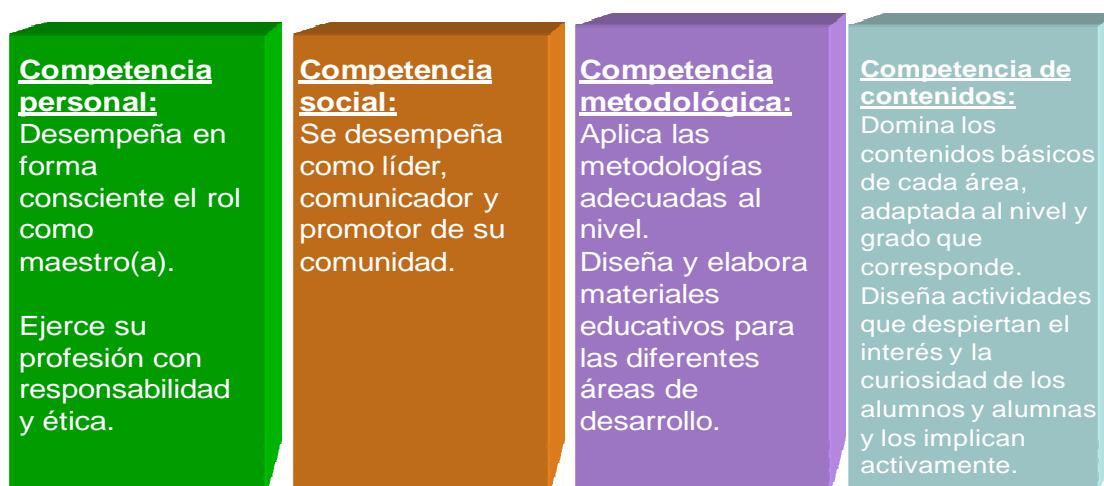 Competencia
personal:
Desempeña en
forma
consciente el rol
como
maestro(a).
Ejerce su
profesión con
responsabilidad
y ética.
Competencia
social:
Se desempeña
como líder,
comunicador y
promotor de su
comunidad.
Competencia
metodológica:
Aplica las
metodologías
adecuadas al
nivel.
Diseña y elabora
materiales
educativos para
las diferentes
áreas de
desarrollo.
Competencia de
contenidos:
Domina los
contenidos básicos
de cada área,
adaptada al nivel y
grado que
corresponde.
Diseña actividades
que despiertan el
interés y la
curiosidad de los
alumnos y alumnas
y los implican
activamente.